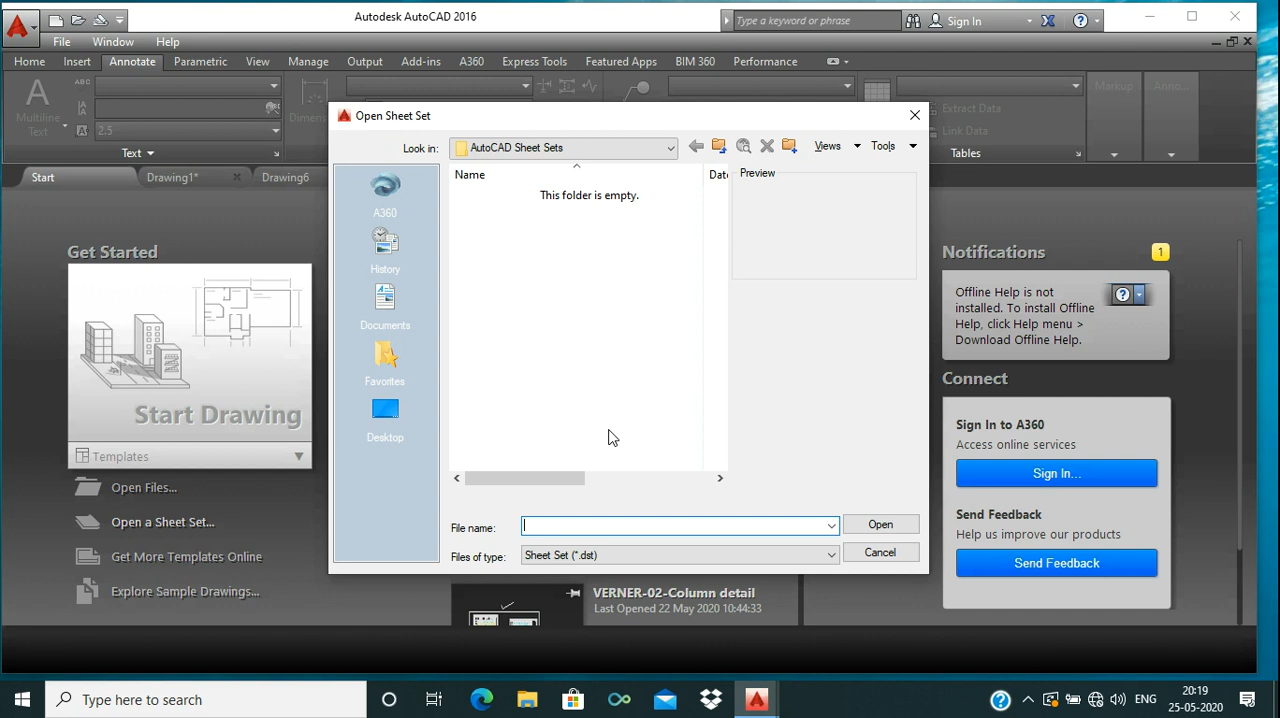 Autodesk AutoCAD 2016
Type a keyword or phrase
Sign In
File Window Help
Home Insert Annotate Parametric View Manage Output Add-ins A360 Express Tools Featured Apps BIM 360 Performance
Multiline
Text
ABC
2.5
Text
Dimens
Extract Data
Link Data
Tables
Markup
Anno...
Start Drawing1* Drawing6
Open Sheet Set
Look in: AutoCAD Sheet Sets Views Tools
Name Date
This folder is empty.
Preview
A360
History
Documents
Favorites
Desktop
File name: Open
Files of type: Sheet Set (*.dst) Cancel
Get Started
Start Drawing
Templates
Open Files...
Open a Sheet Set...
Get More Templates Online
Explore Sample Drawings...
VERNER-02-Column detail
Last Opened 22 May 2020 10:44:33
Notifications 1
Offline Help is not
installed. To install Offline
Help, click Help menu >
Download Offline Help.
Connect
Sign In to A360
Access online services
Sign In...
Send Feedback
Help us improve our products
Send Feedback
Type here to search
ENG
20:19
25-05-2020